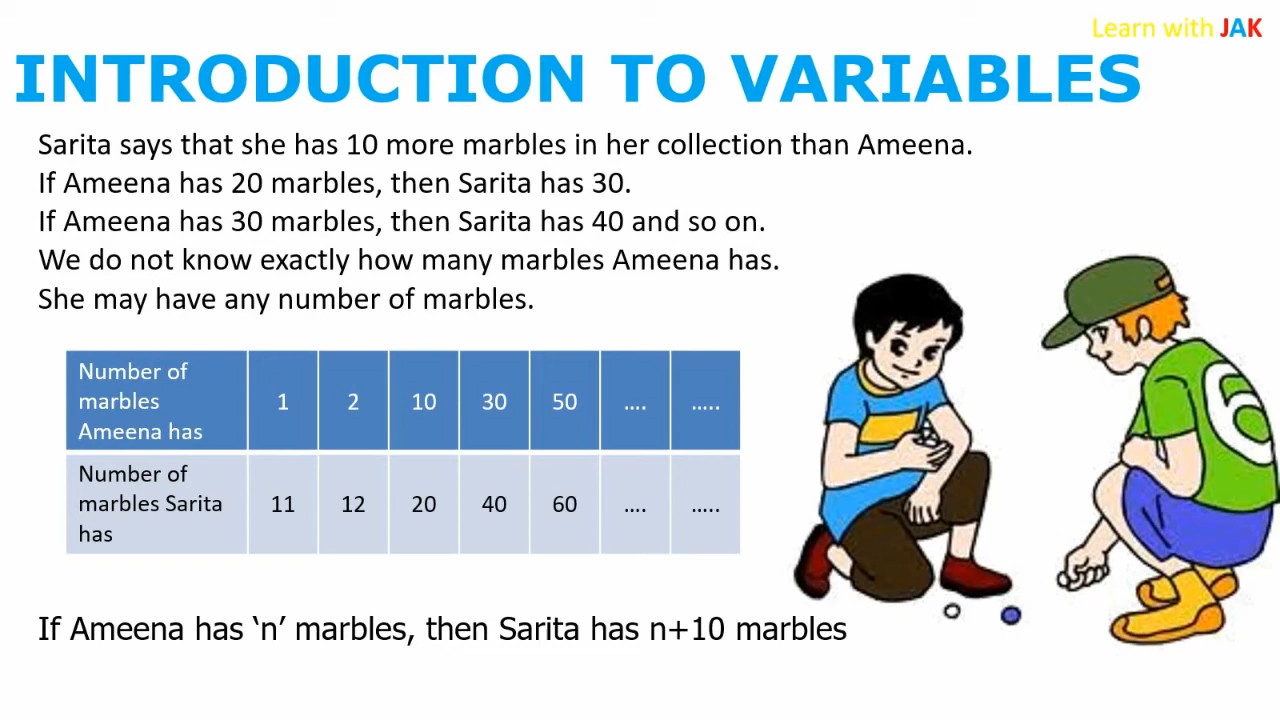 Learn with JAK
INTRODUCTION TO VARIABLES
Sarita says that she has 10 more marbles in her collection than Ameena.
If Ameena has 20 marbles, then Sarita has 30.
If Ameena has 30 marbles, then Sarita has 40 and so on.
We do not know exactly how many marbles Ameena has.
She may have any number of marbles.
Number of
marbles
Ameena has
1 2 10 30 50 …. …..
Number of
marbles Sarita
has
11 12 20 40 60 …. …..
If Ameena has ‘n’ marbles, then Sarita has n+10 marbles
6